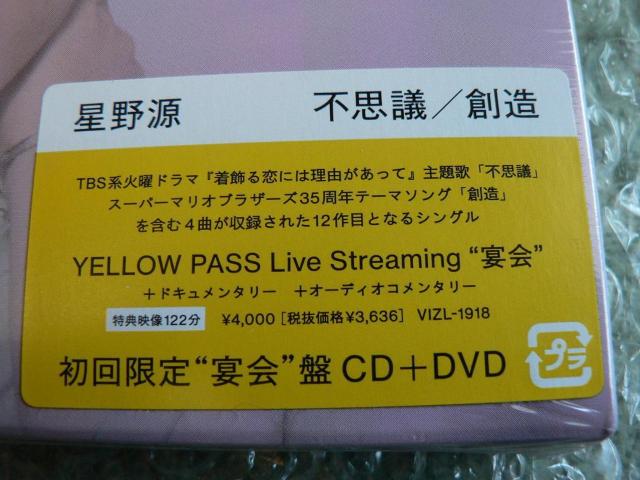 星野源 不思議／創造
TBS系火曜ドラマ『着飾る恋には理由があって』主題歌「不思議」
スーパーマリオブラザーズ35周年テーマソング「創造」
を含む4曲が収録された12作目となるシングル
YELLOW PASS Live Streaming “宴会”
＋ドキュメンタリー ＋オーディオコメンタリー
特典映像122分 ¥4,000［税抜価格¥3,636］ VIZL-1918
初回限定“宴会”盤 CD＋DVD
プラ